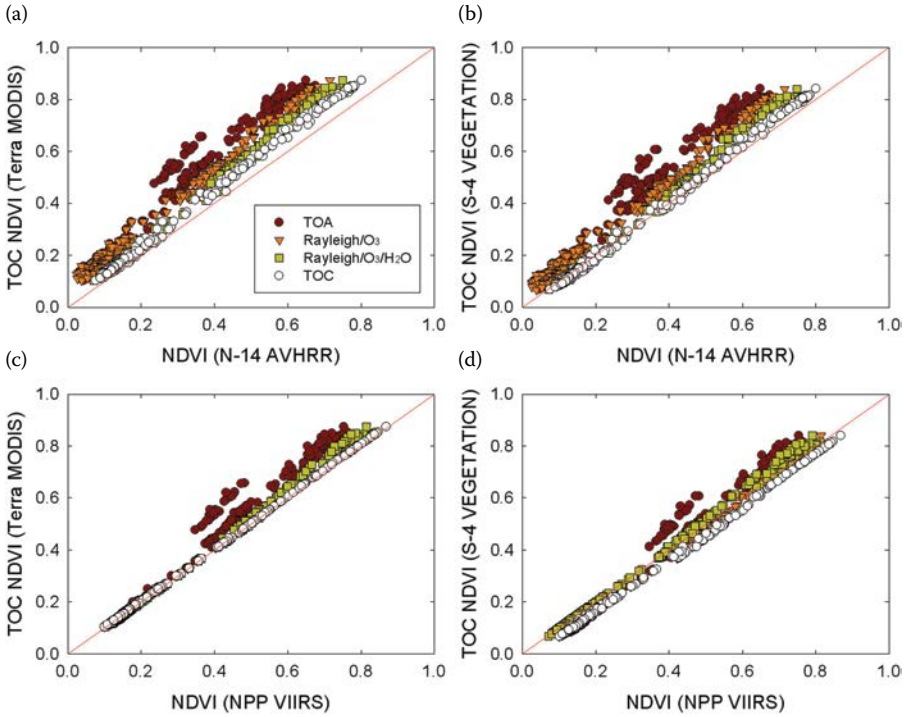 (a)
(b)
1.0
0.8
0.6
0.4
0.2
0.0
TOC NDVI (Terra MODIS)
TOA
Rayleigh/O3
Rayleigh/O3/H2O
TOC
0.0 0.2 0.4 0.6 0.8 1.0
NDVI (N-14 AVHRR)
1.0
0.8
0.6
0.4
0.2
0.0
TOC NDVI (S-4 VEGETATION)
0.0 0.2 0.4 0.6 0.8 1.0
NDVI (N-14 AVHRR)
(c)
(d)
1.0
0.8
0.6
0.4
0.2
0.0
TOC NDVI (Terra MODIS)
0.0 0.2 0.4 0.6 0.8 1.0
NDVI (NPP VIIRS)
1.0
0.8
0.6
0.4
0.2
0.0
TOC NDVI (S-4 VEGETATION)
0.0 0.2 0.4 0.6 0.8 1.0
NDVI (NPP VIIRS)